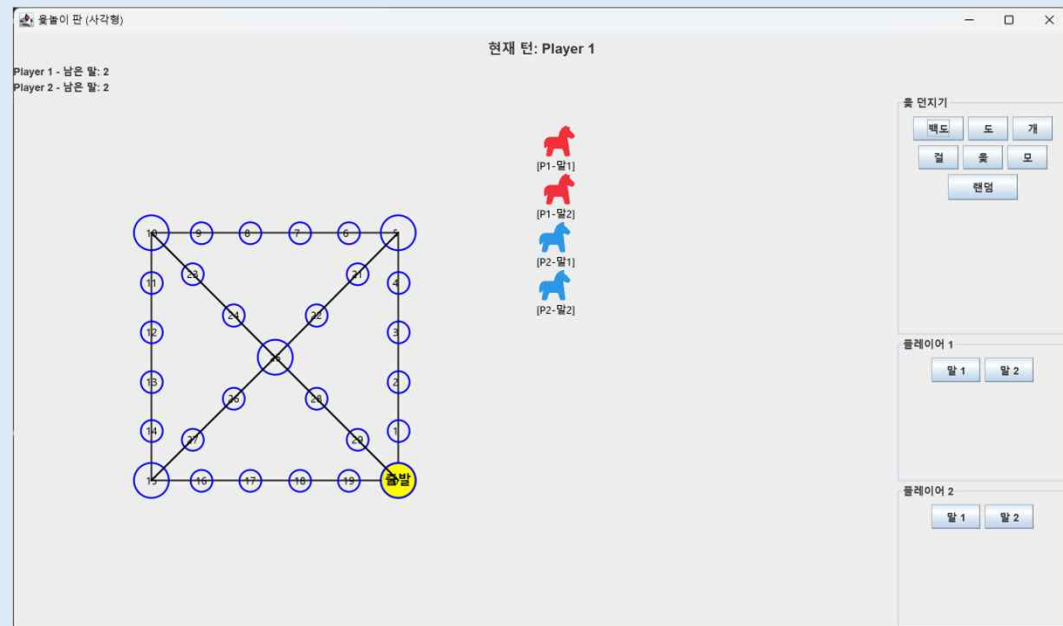 윷놀이 판 (사각형)
현재 턴: Player 1
Player 1 - 남은 말: 2
Player 2 - 남은 말: 2
윷 던지기
백도 도 개
걸 윷 모
랜덤
[P1-말1]
[P1-말2]
[P2-말1]
[P2-말2]
10 9 8 7 6 5
23 21
11 4
24 22
12 3
25
13 2
26 28
14 27 29 1
15 16 17 18 19 출발
플레이어 1
말 1 말 2
플레이어 2
말 1 말 2